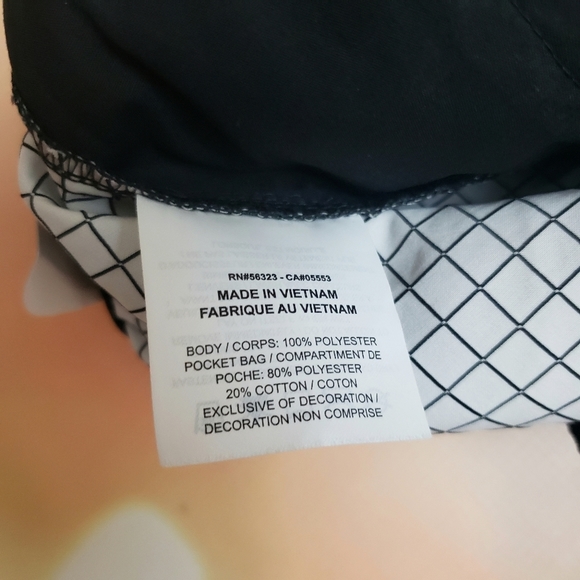 RN#56323 - CA#05553
MADE IN VIETNAM
FABRIQUE AU VIETNAM
BODY / CORPS: 100% POLYESTER
POCKET BAG / COMPARTIMENT DE
POCHE: 80% POLYESTER
20% COTTON / COTON
EXCLUSIVE OF DECORATION /
DECORATION NON COMPRISE